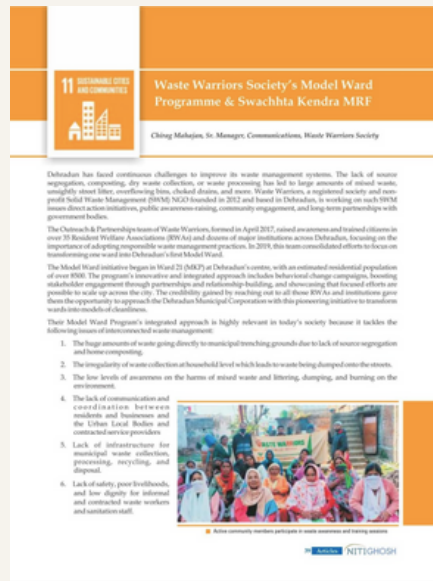 11 SUSTAINABLE CITIES
AND COMMUNITIES
Waste Warriors Society's Model Ward
Programme & Swachhta Kendra MRF
Chirag Mahajan, Sr. Manager, Communications, Waste Warriors Society
Dehradun has faced continuous challenges to improve its waste management systems. The lack of source
segregation, composting, dry waste collection, or waste processing has led to large amounts of mixed waste,
unsightly street litter, overflowing bins, choked drains, and more. Waste Warriors, a registered society and non-
profit Solid Waste Management (SWM) NGO founded in 2012 and based in Dehradun, is working on such SWM
issues direct action initiatives, public awareness-raising, community engagement, and long-term partnerships with
government bodies.
The Outreach & Partnerships team of Waste Warriors, formed in April 2017, raised awareness and trained citizens in
over 35 Resident Welfare Associations (RWAs) and dozens of major institutions across Dehradun, focusing on the
importance of adopting responsible waste management practices. In 2019, this team consolidated efforts to focus on
transforming one ward into Dehradun's first Model Ward.
The Model Ward initiative began in Ward 21 (MKP) at Dehradun's centre, with an estimated residential population
of over 8500. The program's innovative and integrated approach includes behavioral change campaigns, boosting
stakeholder engagement through partnerships and relationship-building, and showcasing that focused efforts are
possible to scale up across the city. The credibility gained by reaching out to all those RWAs and institutions gave
them the opportunity to approach the Dehradun Municipal Corporation with this pioneering initiative to transform
wards into models of cleanliness.
Their Model Ward Program's integrated approach is highly relevant in today's society because it tackles the
following issues of interconnected waste management:
1. The huge amounts of waste going directly to municipal trenching grounds due to lack of source segregation
and home composting.
2. The irregularity of waste collection at household level which leads to waste being dumped onto the streets.
3. The low levels of awareness on the harms of mixed waste and littering, dumping, and burning on the
environment.
4. The lack of communication and
coordination between
residents and businesses and
the Urban Local Bodies and
contracted service providers
5. Lack of infrastructure for
municipal waste collection,
processing, recycling, and
disposal.
6. Lack of safety, poor livelihoods,
and low dignity for informal
and contracted waste workers
and sanitation staff.
WASTE WARRIORS
Active community members participate in waste awareness and training sessions
Articles NITIGHOSH